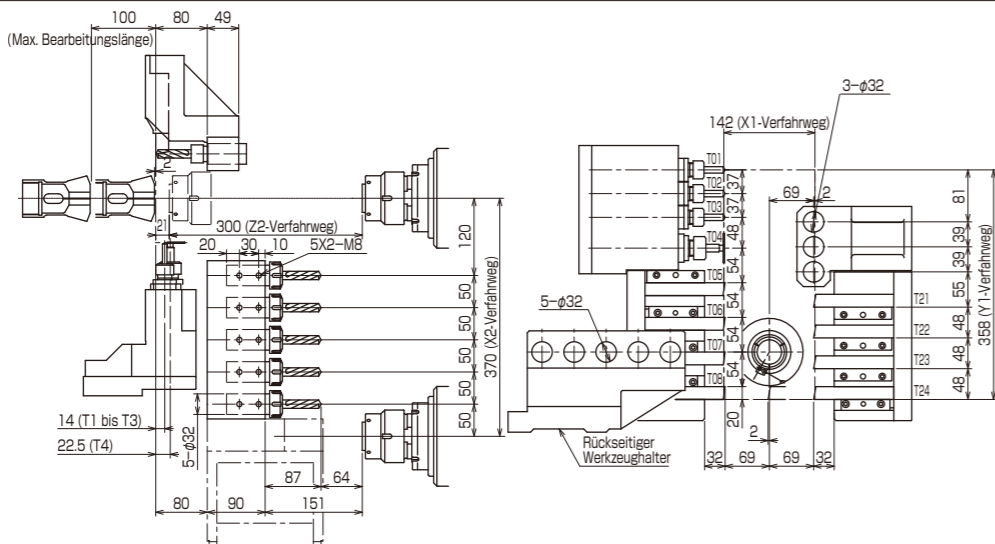 100
80
49
(Max. Bearbeitungslänge)
2
21
300 (Z2-Verfahrweg)
20
30
10
5X2-M8
120
50
50
50
50
50
370 (X2-Verfahrweg)
14 (T1 bis T3)
22.5 (T4)
5-ϕ32
87
64
80
90
151
3-ϕ32
142 (X1-Verfahrweg)
T01
T02
T03
T04
T05
T06
T07
T08
37
37
48
54
54
54
54
20
69
2
81
39
39
55
48
48
48
358 (Y1-Verfahrweg)
T21
T22
T23
T24
5-ϕ32
Rückseitiger
Werkzeughalter
2
32
69
69
32